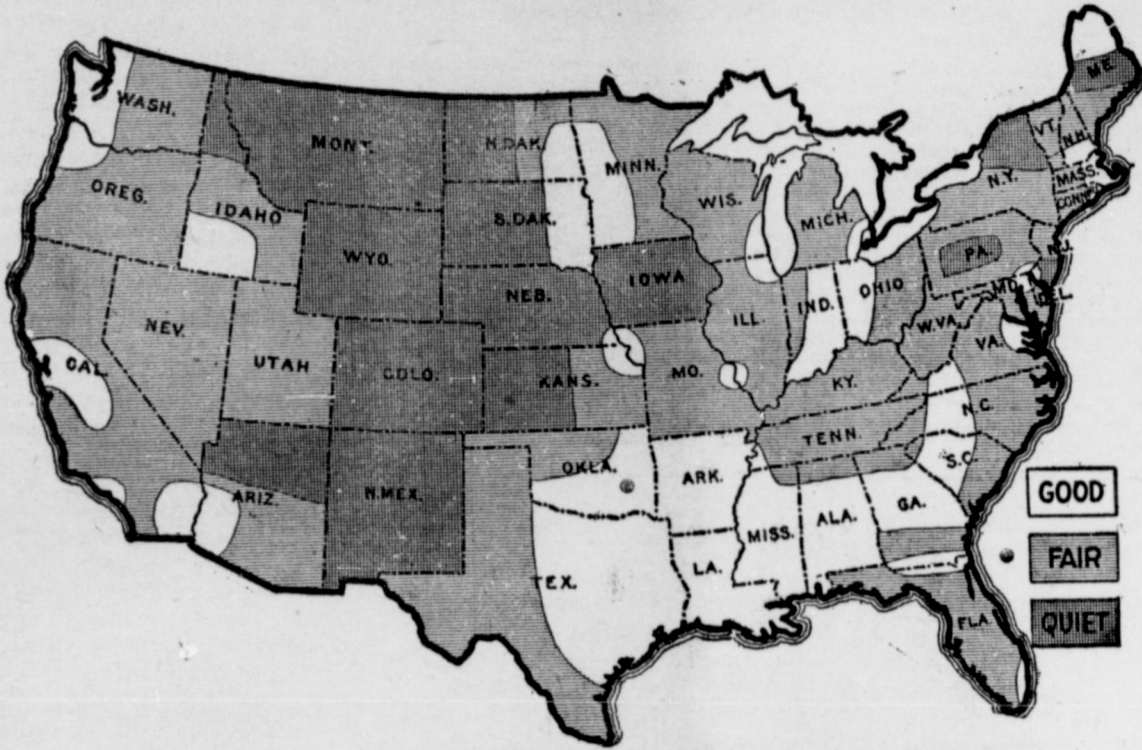 WASH.
MONT.
N.DAK.
MINN.
ME.
VT.
N.H.
MASS.
CONN.
N.Y.
OREG.
IDAHO
WYO.
S.DAK.
WIS.
MICH.
IOWA
NEB.
PA.
N.J.
NEV.
UTAH
COLO.
KANS.
MO.
ILL.
IND.
OHIO
W.VA.
MD.
DEL.
VA.
KY.
CAL.
ARIZ.
N.MEX.
OKLA.
ARK.
TENN.
N.C.
S.C.
TEX.
LA.
MISS.
ALA.
GA.
FLA.
GOOD
FAIR
QUIET